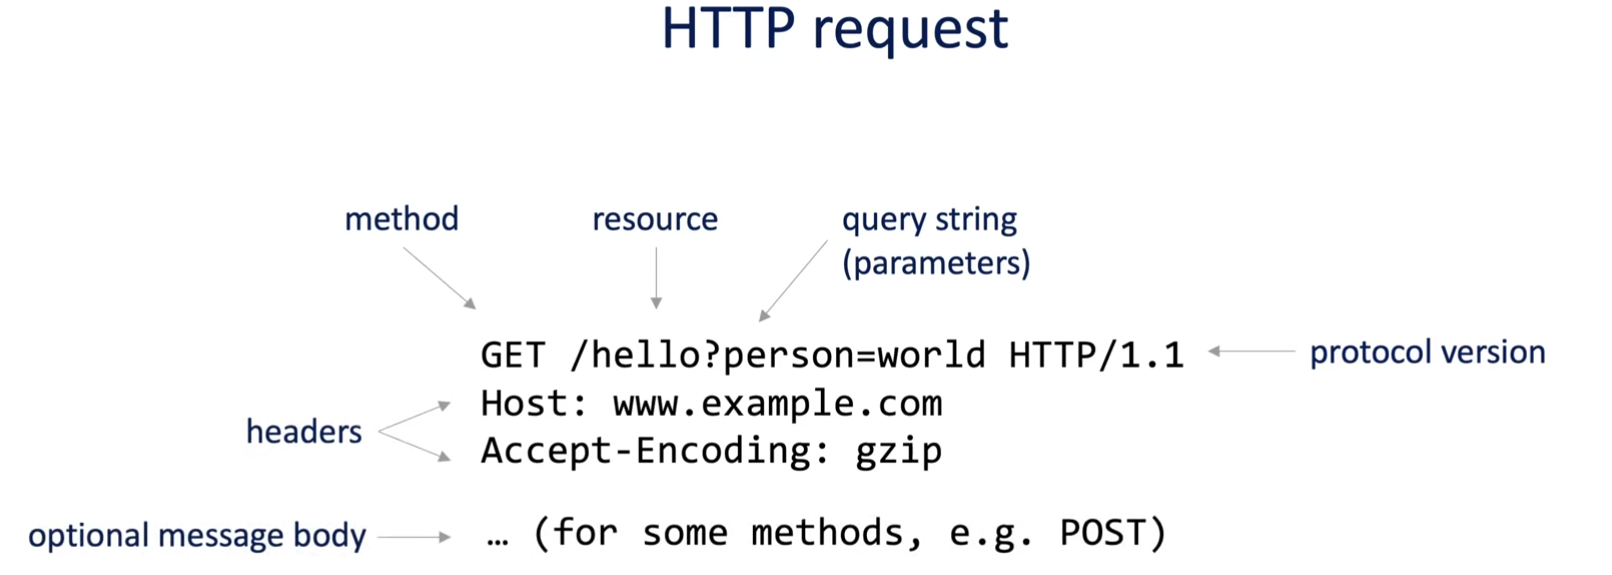 HTTP request
method
resource
query string
(parameters)
GET /hello?person=world HTTP/1.1
protocol version
Host: www.example.com
headers
Accept-Encoding: gzip
optional message body
… (for some methods, e.g. POST)